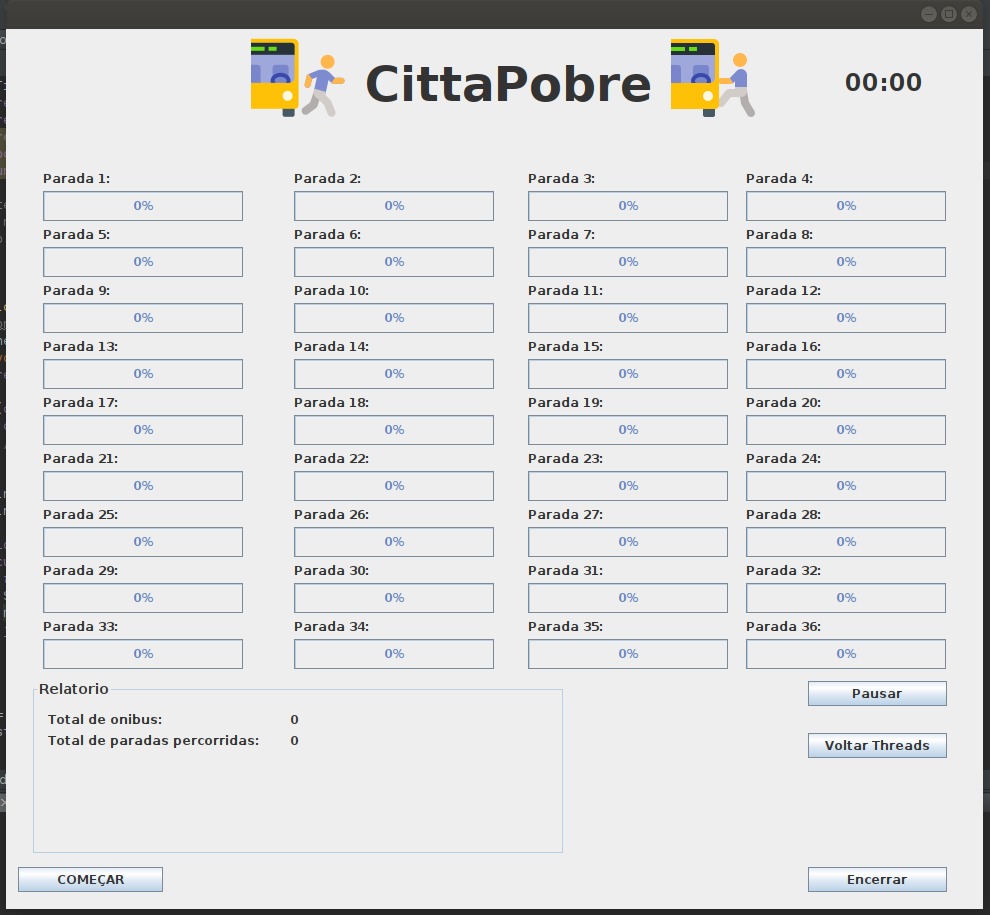 CittaPobre
00:00
Parada 1: Parada 2: Parada 3: Parada 4:
0% 0% 0% 0%
Parada 5: Parada 6: Parada 7: Parada 8:
0% 0% 0% 0%
Parada 9: Parada 10: Parada 11: Parada 12:
0% 0% 0% 0%
Parada 13: Parada 14: Parada 15: Parada 16:
0% 0% 0% 0%
Parada 17: Parada 18: Parada 19: Parada 20:
0% 0% 0% 0%
Parada 21: Parada 22: Parada 23: Parada 24:
0% 0% 0% 0%
Parada 25: Parada 26: Parada 27: Parada 28:
0% 0% 0% 0%
Parada 29: Parada 30: Parada 31: Parada 32:
0% 0% 0% 0%
Parada 33: Parada 34: Parada 35: Parada 36:
0% 0% 0% 0%
Relatorio
Total de onibus: 0
Total de paradas percorridas: 0
Pausar
Voltar Threads
COMEÇAR
Encerrar